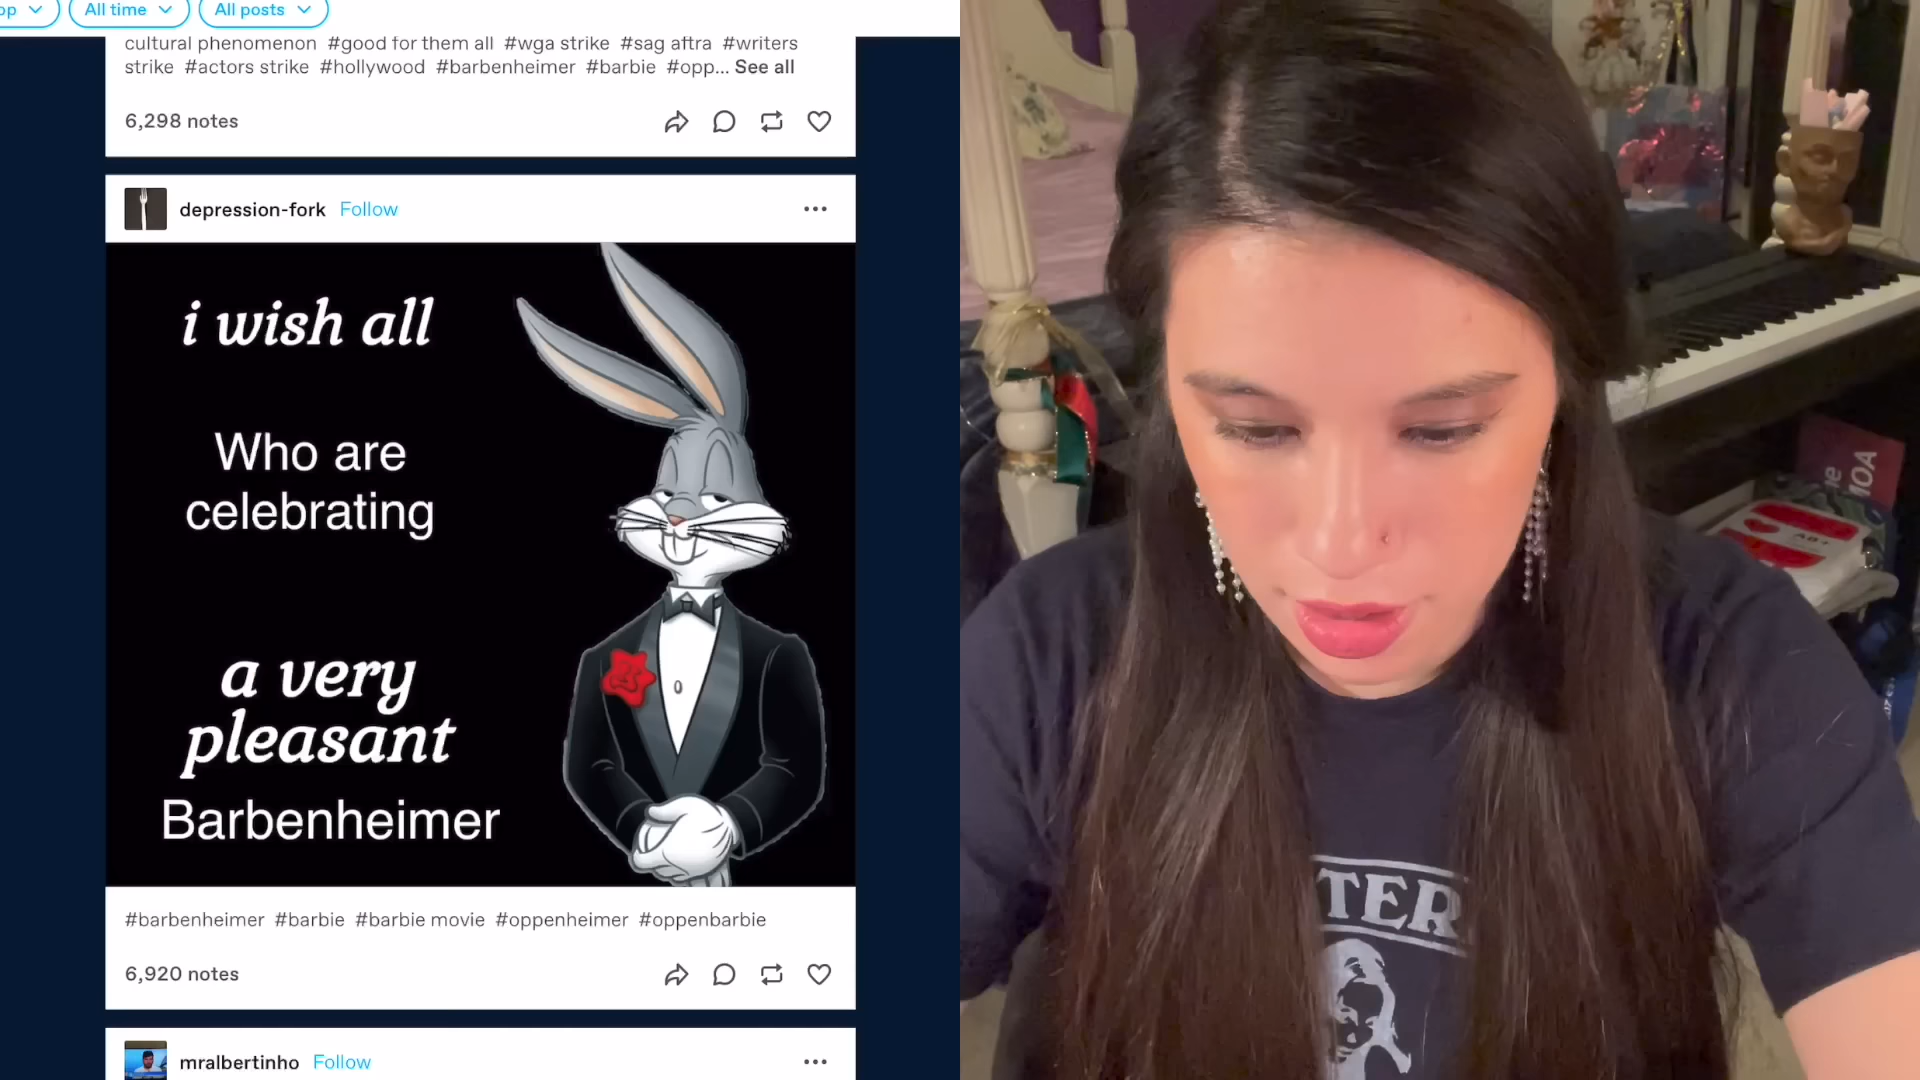 All time
All posts
cultural phenomenon #good for them all #wga strike #sag aftra #writers
strike #actors strike #hollywood #barbenheimer #barbie #opp... See all
6,298 notes
depression-fork Follow
i wish all
Who are
celebrating
a very
pleasant
Barbenheimer
#barbenheimer #barbie #barbie movie #oppenheimer #oppenbarbie
6,920 notes
mralbertinho Follow
AB+